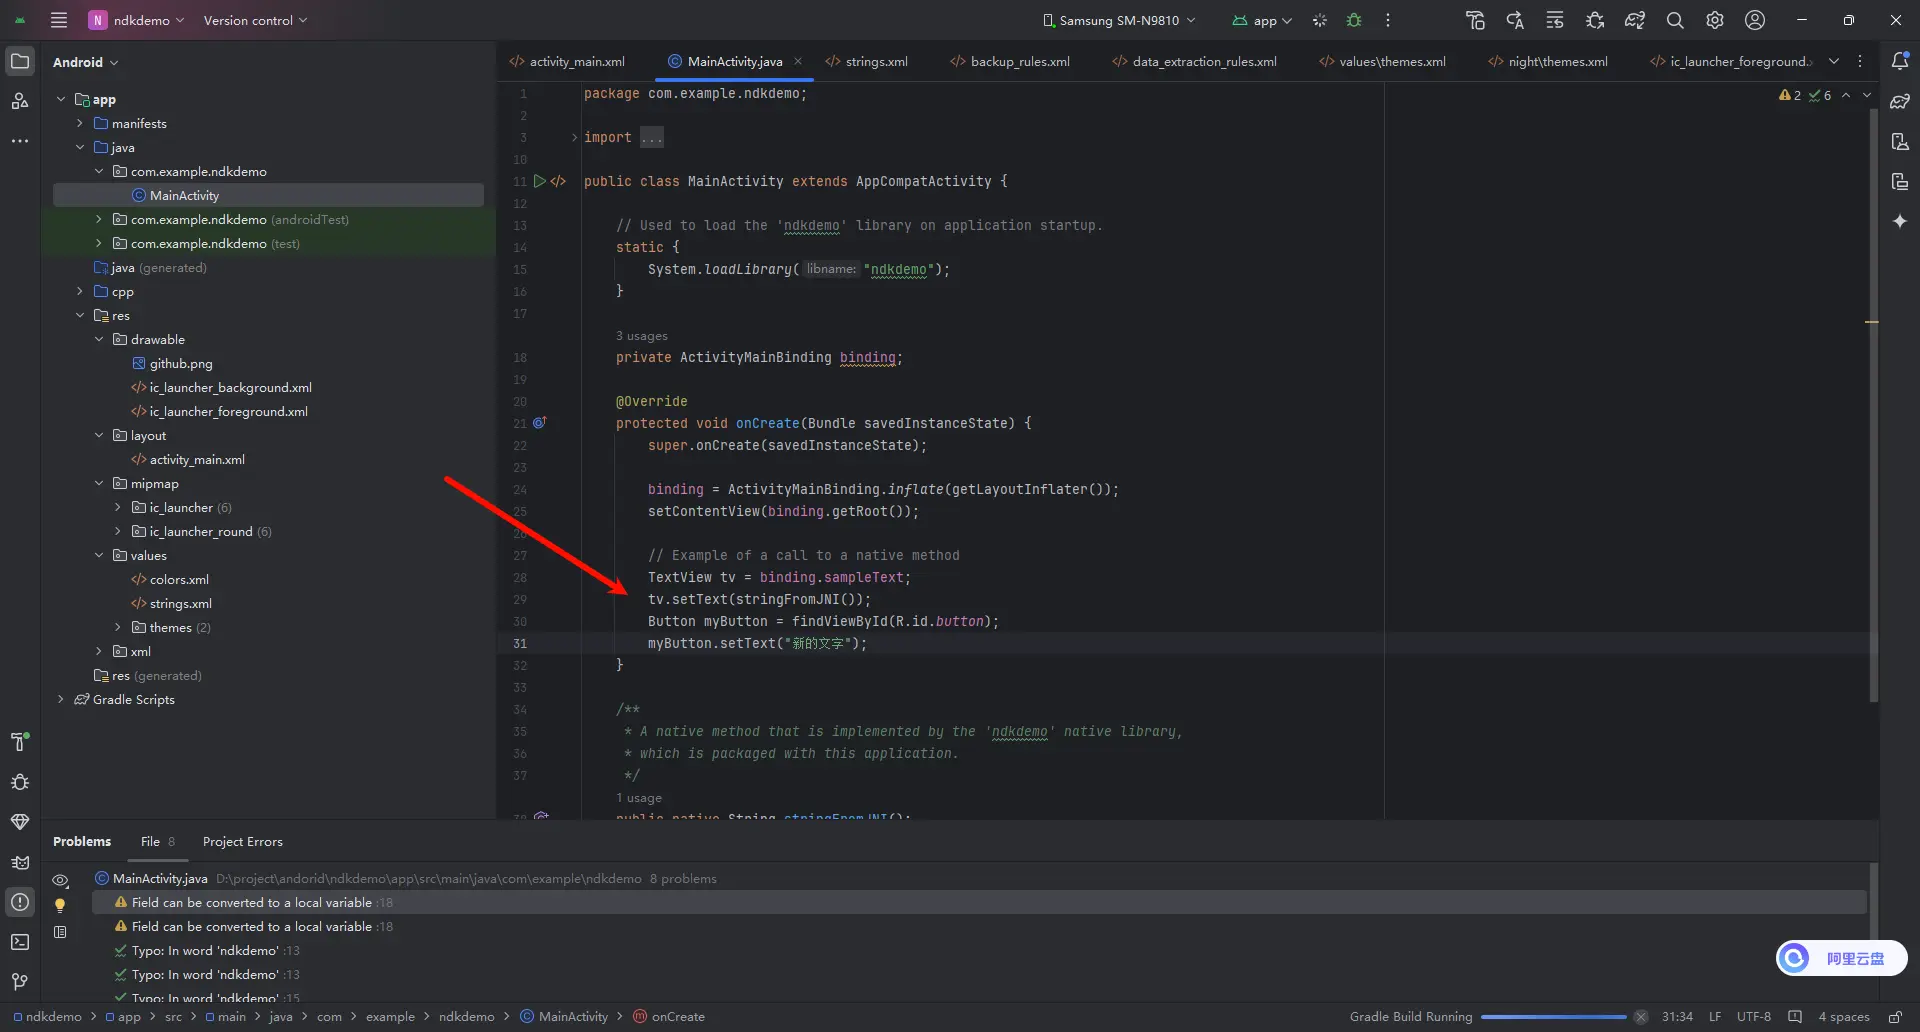 N ndkdemo Version control Samsung SM-N9810 app
Android
app
manifests
java
com.example.ndkdemo
MainActivity
com.example.ndkdemo (androidTest)
com.example.ndkdemo (test)
java (generated)
cpp
res
drawable
github.png
ic_launcher_background.xml
ic_launcher_foreground.xml
layout
activity_main.xml
mipmap
ic_launcher (6)
ic_launcher_round (6)
values
colors.xml
strings.xml
themes (2)
xml
res (generated)
Gradle Scripts
activity_main.xml MainActivity.java strings.xml backup_rules.xml data_extraction_rules.xml values\themes.xml night\themes.xml ic_launcher_foreground.
2 6
1 package com.example.ndkdemo;
2
3 import ...
10
11 public class MainActivity extends AppCompatActivity {
12
13 // Used to load the 'ndkdemo' library on application startup.
14 static {
15 System.loadLibrary( libname: "ndkdemo");
16 }
17
3 usages
18 private ActivityMainBinding binding;
19
20 @Override
21 protected void onCreate(Bundle savedInstanceState) {
22 super.onCreate(savedInstanceState);
23
24 binding = ActivityMainBinding.inflate(getLayoutInflater());
25 setContentView(binding.getRoot());
26
27 // Example of a call to a native method
28 TextView tv = binding.sampleText;
29 tv.setText(stringFromJNI());
30 Button myButton = findViewById(R.id.button);
31 myButton.setText("新的文字");
32 }
33
34 /**
35 * A native method that is implemented by the 'ndkdemo' native library,
36 * which is packaged with this application.
37 */
1 usage
38 public native String stringFromJNI();
Problems File 8 Project Errors
MainActivity.java D:\project\andorid\ndkdemo\app\src\main\java\com\example\ndkdemo 8 problems
Field can be converted to a local variable :18
Field can be converted to a local variable :18
Typo: In word 'ndkdemo' :13
Typo: In word 'ndkdemo' :13
Typo: In word 'ndkdemo' :15
阿里云盘
ndkdemo > app > src > main > java > com > example > ndkdemo > MainActivity > onCreate
Gradle Build Running 31:34 LF UTF-8 4 spaces